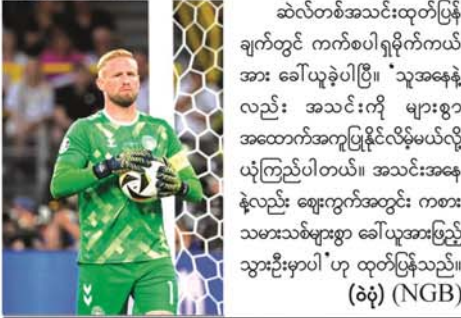 ဆဲလ်တစ်အသင်းထုတ်ပြန်
ချက်တွင် ကက်စပါရှမိုက်ကယ်
အား ခေါ်ယူခဲ့ပါပြီ။ “သူအနေနဲ့
လည်း အသင်းကို များစွာ
အထောက်အကူပြုနိုင်လိမ့်မယ်လို့
ယုံကြည်ပါတယ်။ အသင်းအနေ
နဲ့လည်း ဈေးကွက်အတွင်း ကစား
သမားသစ်များစွာ ခေါ်ယူအားဖြည့်
သွားဦးမှာပါ”ဟု ထုတ်ပြန်သည်။
(ဝဲပုံ) (NGB)
1